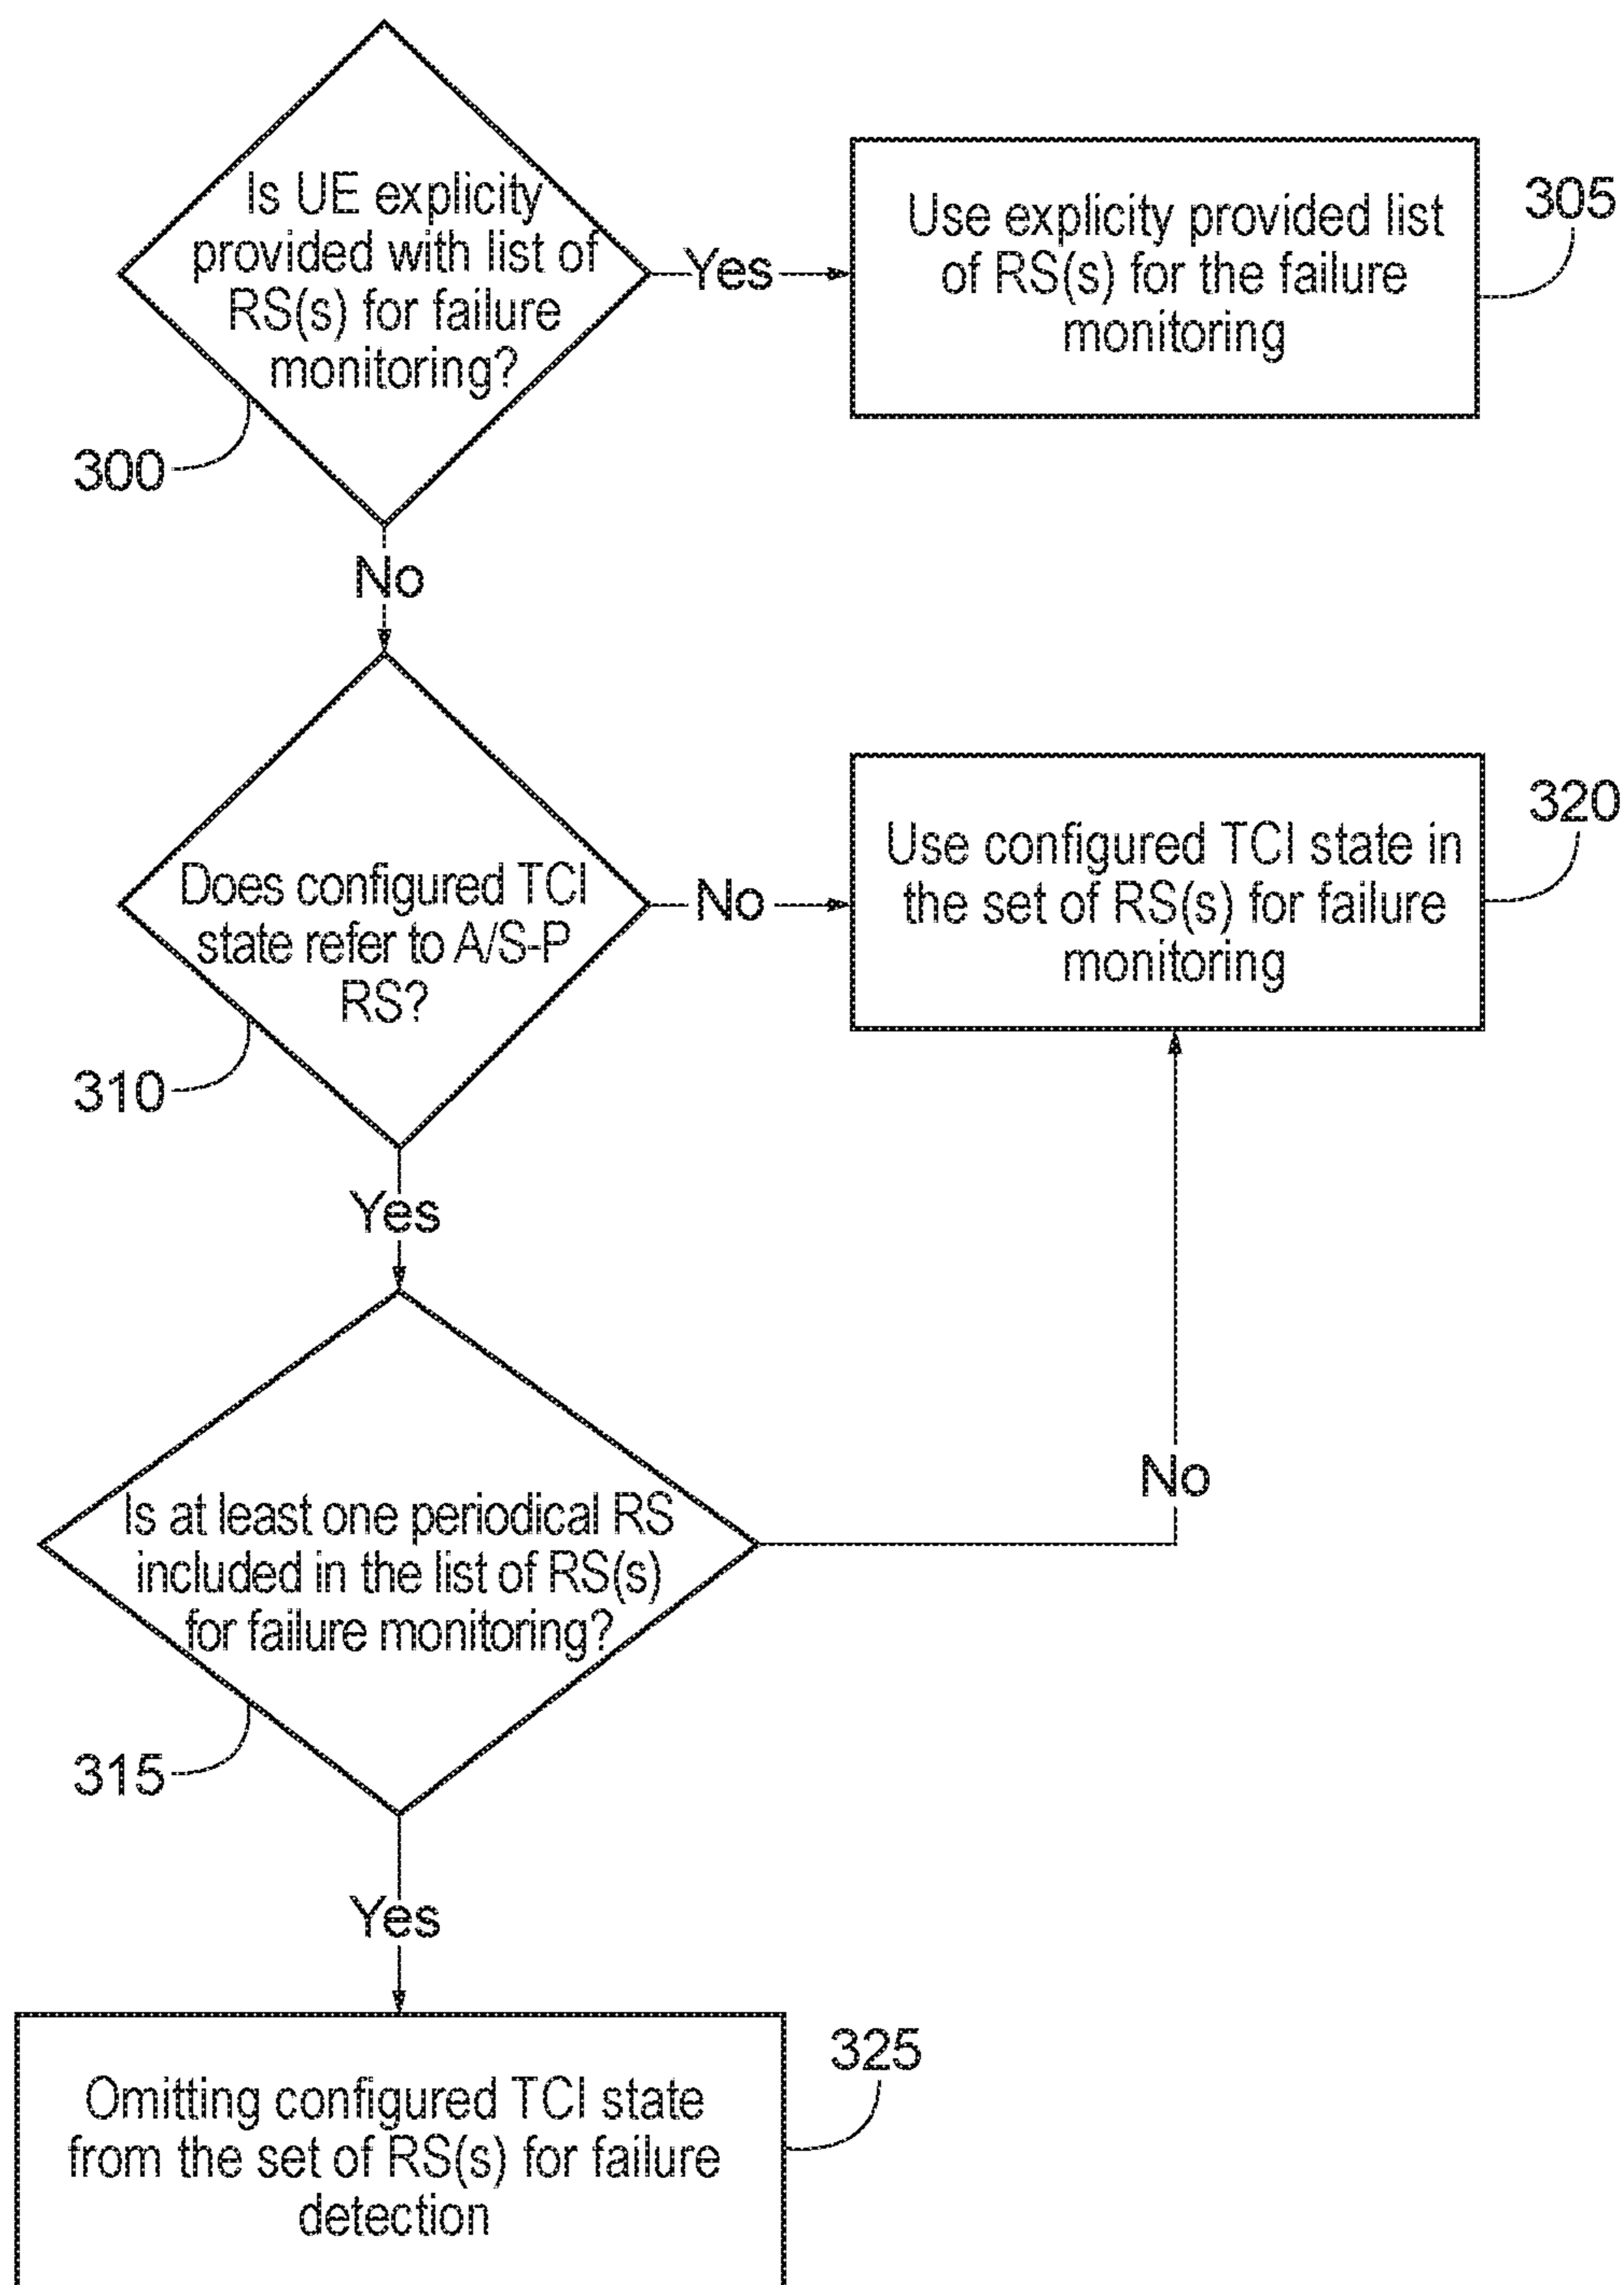 Is UE explicity
provided with list of
RS(s) for failure
monitoring?
300
Yes
Use explicity provided list
of RS(s) for the failure
monitoring
305
No
Does configured TCI
state refer to A/S-P
RS?
310
No
Use configured TCI state in
the set of RS(s) for failure
monitoring
320
Yes
Is at least one periodical RS
included in the list of RS(s)
for failure monitoring?
315
No
Yes
Omitting configured TCI state
from the set of RS(s) for failure
detection
325